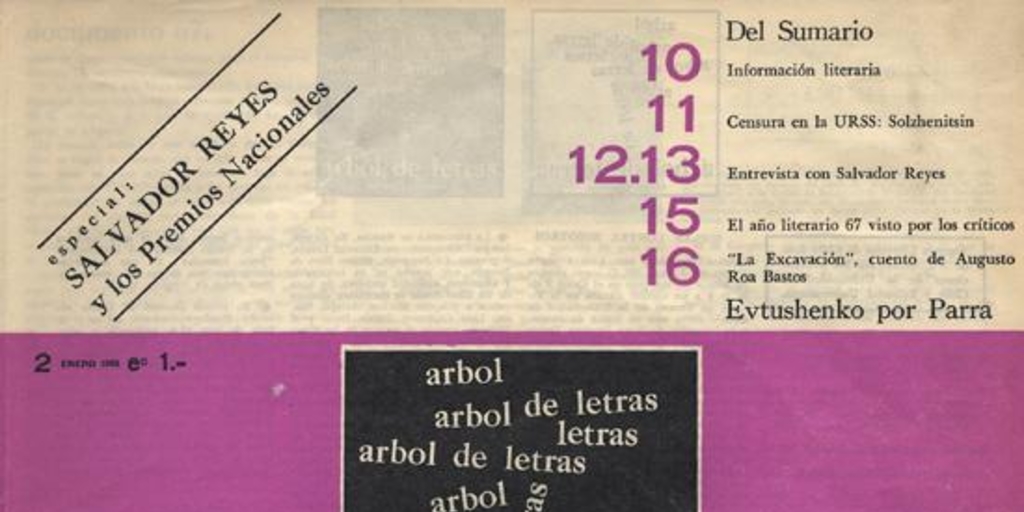 especial:
SALVADOR REYES
y los Premios Nacionales
Del Sumario
10 Información literaria
11 Censura en la URSS: Solzhenitsin
12.13 Entrevista con Salvador Reyes
15 El año literario 67 visto por los críticos
16 "La Excavación", cuento de Augusto
Roa Bastos
Evtushenko por Parra
2 ENERO 1968 eº 1.-
arbol
arbol de letras
letras
arbol de letras
arbol